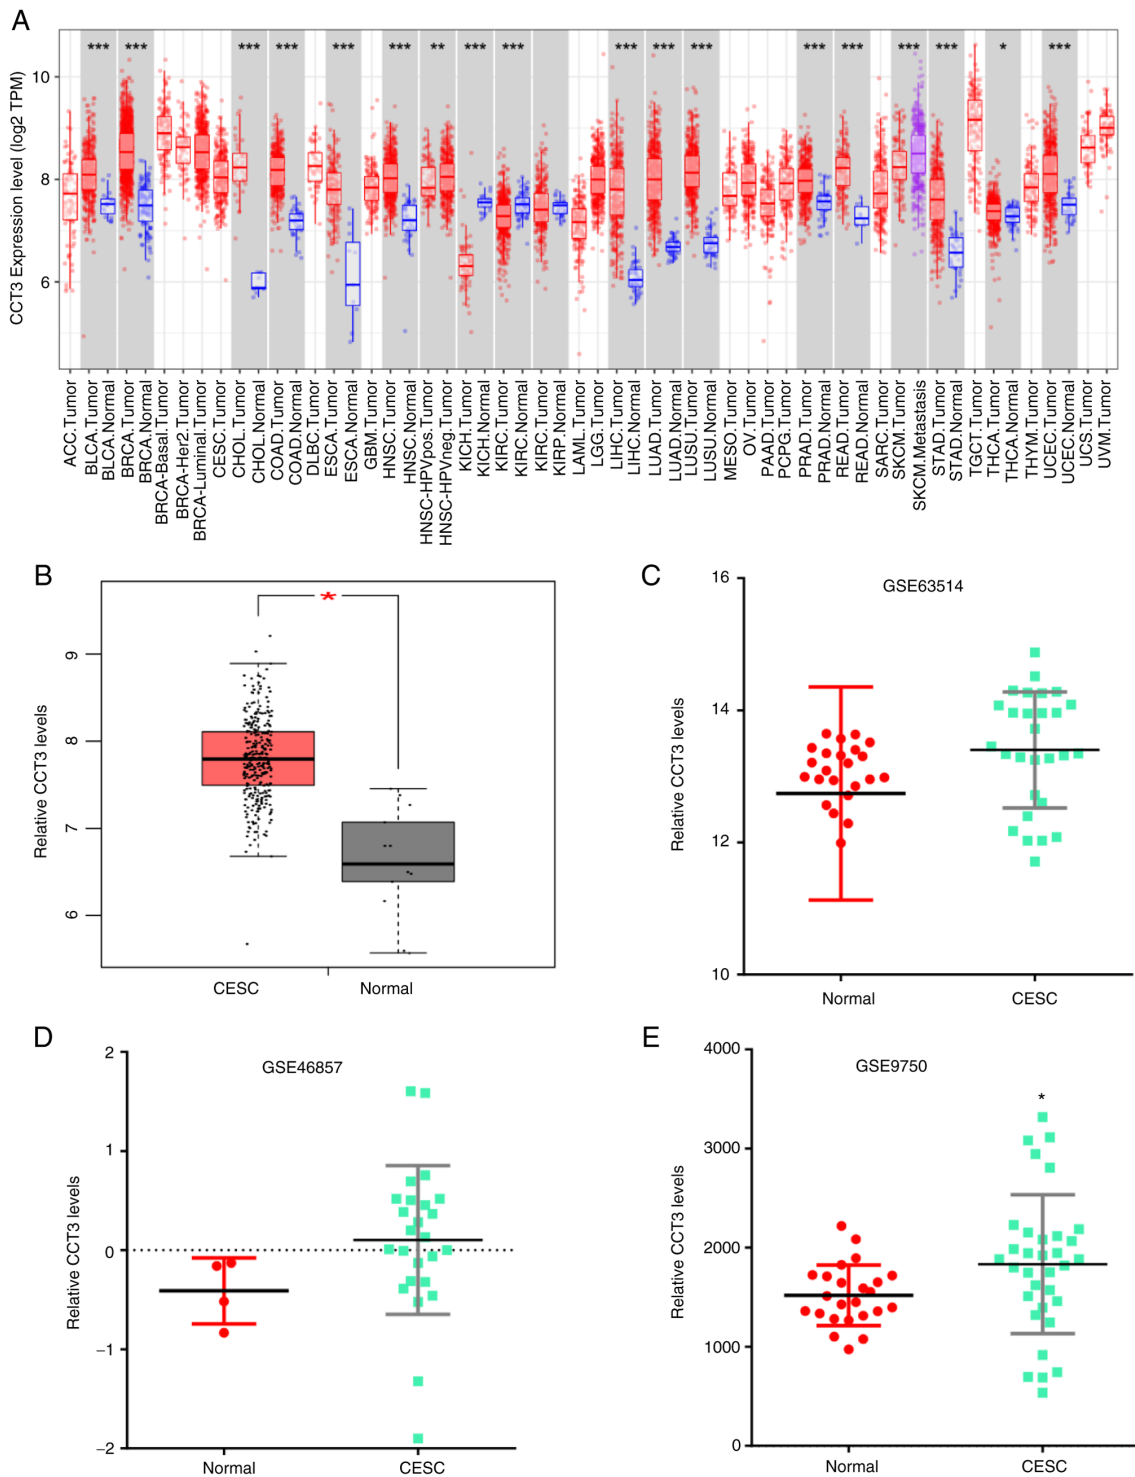 A
*** *** *** *** *** *** ** *** *** *** *** *** *** *** *** *** * ***
CCT3 Expression level (log2 TPM)
10
8
6
ACC.Tumor
BLCA.Tumor
BLCA.Normal
BRCA.Tumor
BRCA.Normal
BRCA-Basal.Tumor
BRCA-Her2.Tumor
BRCA-Luminal.Tumor
CESC.Tumor
CHOL.Tumor
CHOL.Normal
COAD.Tumor
COAD.Normal
DLBC.Tumor
ESCA.Tumor
ESCA.Normal
GBM.Tumor
HNSC.Tumor
HNSC.Normal
HNSC-HPVpos.Tumor
HNSC-HPVneg.Tumor
KICH.Tumor
KICH.Normal
KIRC.Tumor
KIRC.Normal
KIRC.Tumor
KIRP.Normal
LAML.Tumor
LGG.Tumor
LIHC.Tumor
LIHC.Normal
LUAD.Tumor
LUAD.Normal
LUSU.Tumor
LUSU.Normal
MESO.Tumor
OV.Tumor
PAAD.Tumor
PCPG.Tumor
PRAD.Tumor
PRAD.Normal
READ.Tumor
READ.Normal
SARC.Tumor
SKCM.Tumor
SKCM.Metastasis
STAD.Tumor
STAD.Normal
TGCT.Tumor
THCA.Tumor
THCA.Normal
THYM.Tumor
UCEC.Tumor
UCEC.Normal
UCS.Tumor
UVM.Tumor
B
*
Relative CCT3 levels
9
8
7
6
CESC
Normal
C
GSE63514
Relative CCT3 levels
16
14
12
10
Normal
CESC
D
GSE46857
Relative CCT3 levels
2
1
0
−1
−2
Normal
CESC
E
GSE9750
*
Relative CCT3 levels
4000
3000
2000
1000
0
Normal
CESC